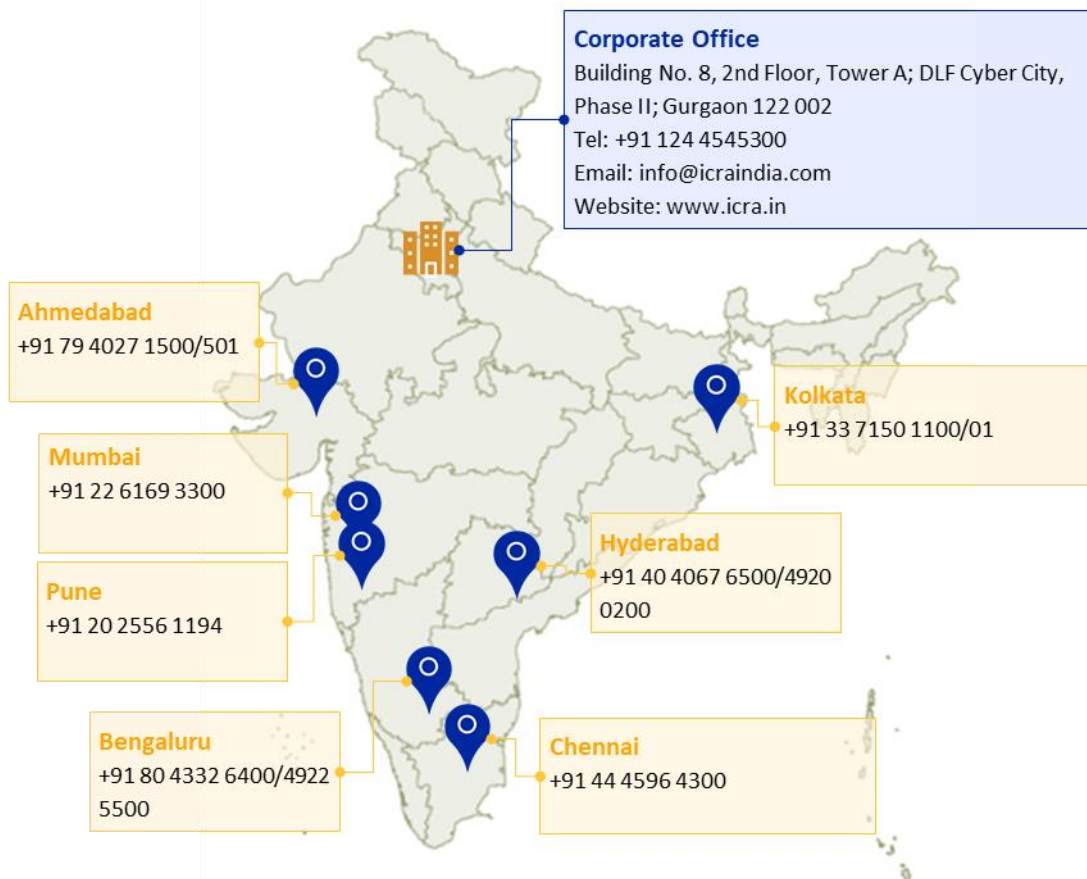 Corporate Office
Building No. 8, 2nd Floor, Tower A; DLF Cyber City,
Phase II; Gurgaon 122 002
Tel: +91 124 4545300
Email: info@icraindia.com
Website: www.icra.in
Ahmedabad
+91 79 4027 1500/501
Kolkata
+91 33 7150 1100/01
Mumbai
+91 22 6169 3300
Hyderabad
+91 40 4067 6500/4920
0200
Pune
+91 20 2556 1194
Bengaluru
+91 80 4332 6400/4922
5500
Chennai
+91 44 4596 4300